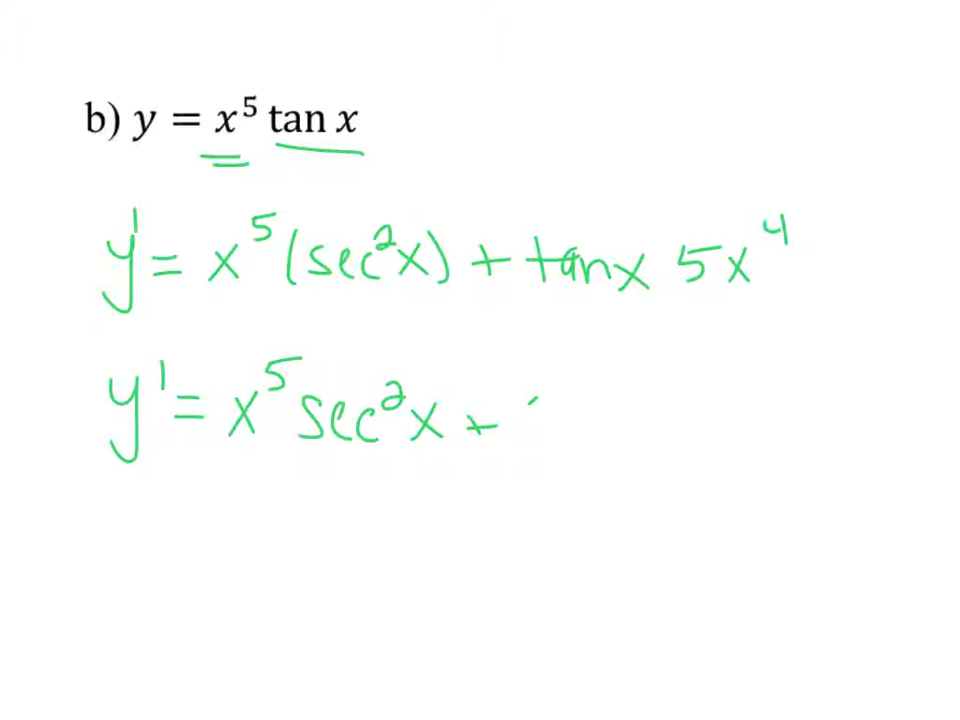 b) y = x⁵ tan x
y' = x⁵ (sec²x) + tanx 5x⁴
y' = x⁵ sec²x +